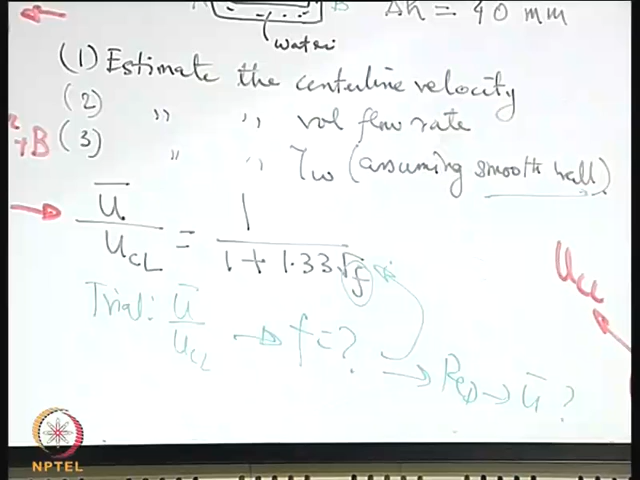 A B Δh = 40 mm
water
(1) Estimate the centerline velocity
(2) " " vol flow rate
+B (3) " " τw (assuming smooth wall)
ū / uCL = 1 / 1 + 1.33 √f
uCL
Trial: ū / uCL → f = ? → ReD → ū ?
NPTEL